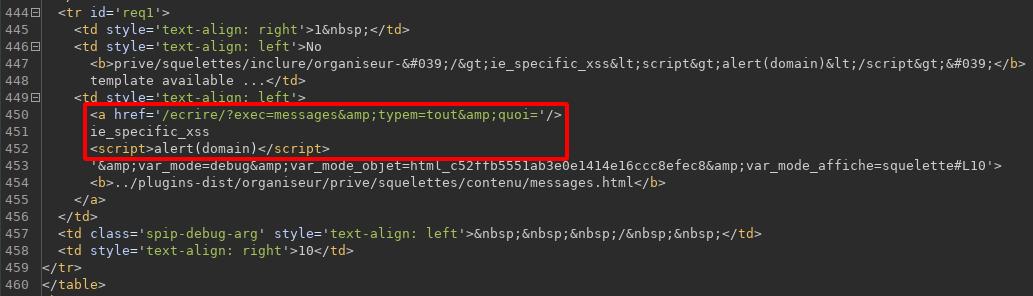 444 <tr id='req1'>
445 <td style='text-align: right'>1&nbsp;</td>
446 <td style='text-align: left'>No
447 <b>prive/squelettes/inclure/organiseur-&#039;/&gt;ie_specific_xss&lt;script&gt;alert(domain)&lt;/script&gt;&#039;</b>
448 template available ...</td>
449 <td style='text-align: left'>
450 <a href='/ecrire/?exec=messages&amp;typem=tout&amp;quoi='/>
451 ie_specific_xss
452 <script>alert(domain)</script>
453 '&amp;var_mode=debug&amp;var_mode_objet=html_c52ffb5551ab3e0e1414e16ccc8efec8&amp;var_mode_affiche=squelette#L10'>
454 <b>../plugins-dist/organiseur/prive/squelettes/contenu/messages.html</b>
455 </a>
456 </td>
457 <td class='spip-debug-arg' style='text-align: left'>&nbsp;&nbsp;&nbsp;/&nbsp;&nbsp;</td>
458 <td style='text-align: right'>10</td>
459 </tr>
460 </table>